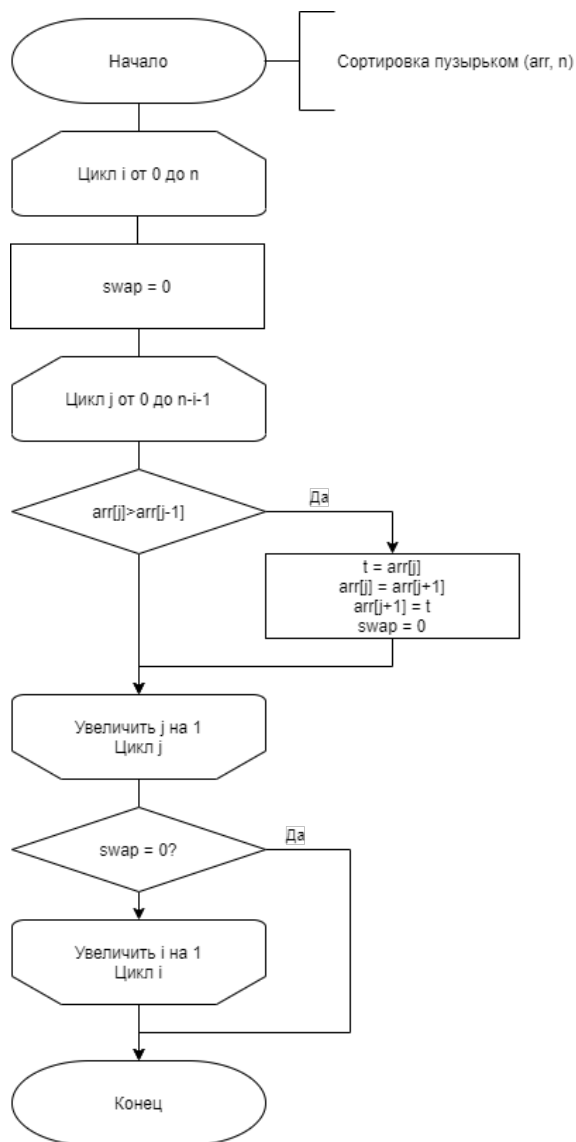 Начало
Сортировка пузырьком (arr, n)
Цикл i от 0 до n
swap = 0
Цикл j от 0 до n-i-1
arr[j]>arr[j-1]
Да
t = arr[j]
arr[j] = arr[j+1]
arr[j+1] = t
swap = 0
Увеличить j на 1
Цикл j
swap = 0?
Да
Увеличить i на 1
Цикл i
Конец